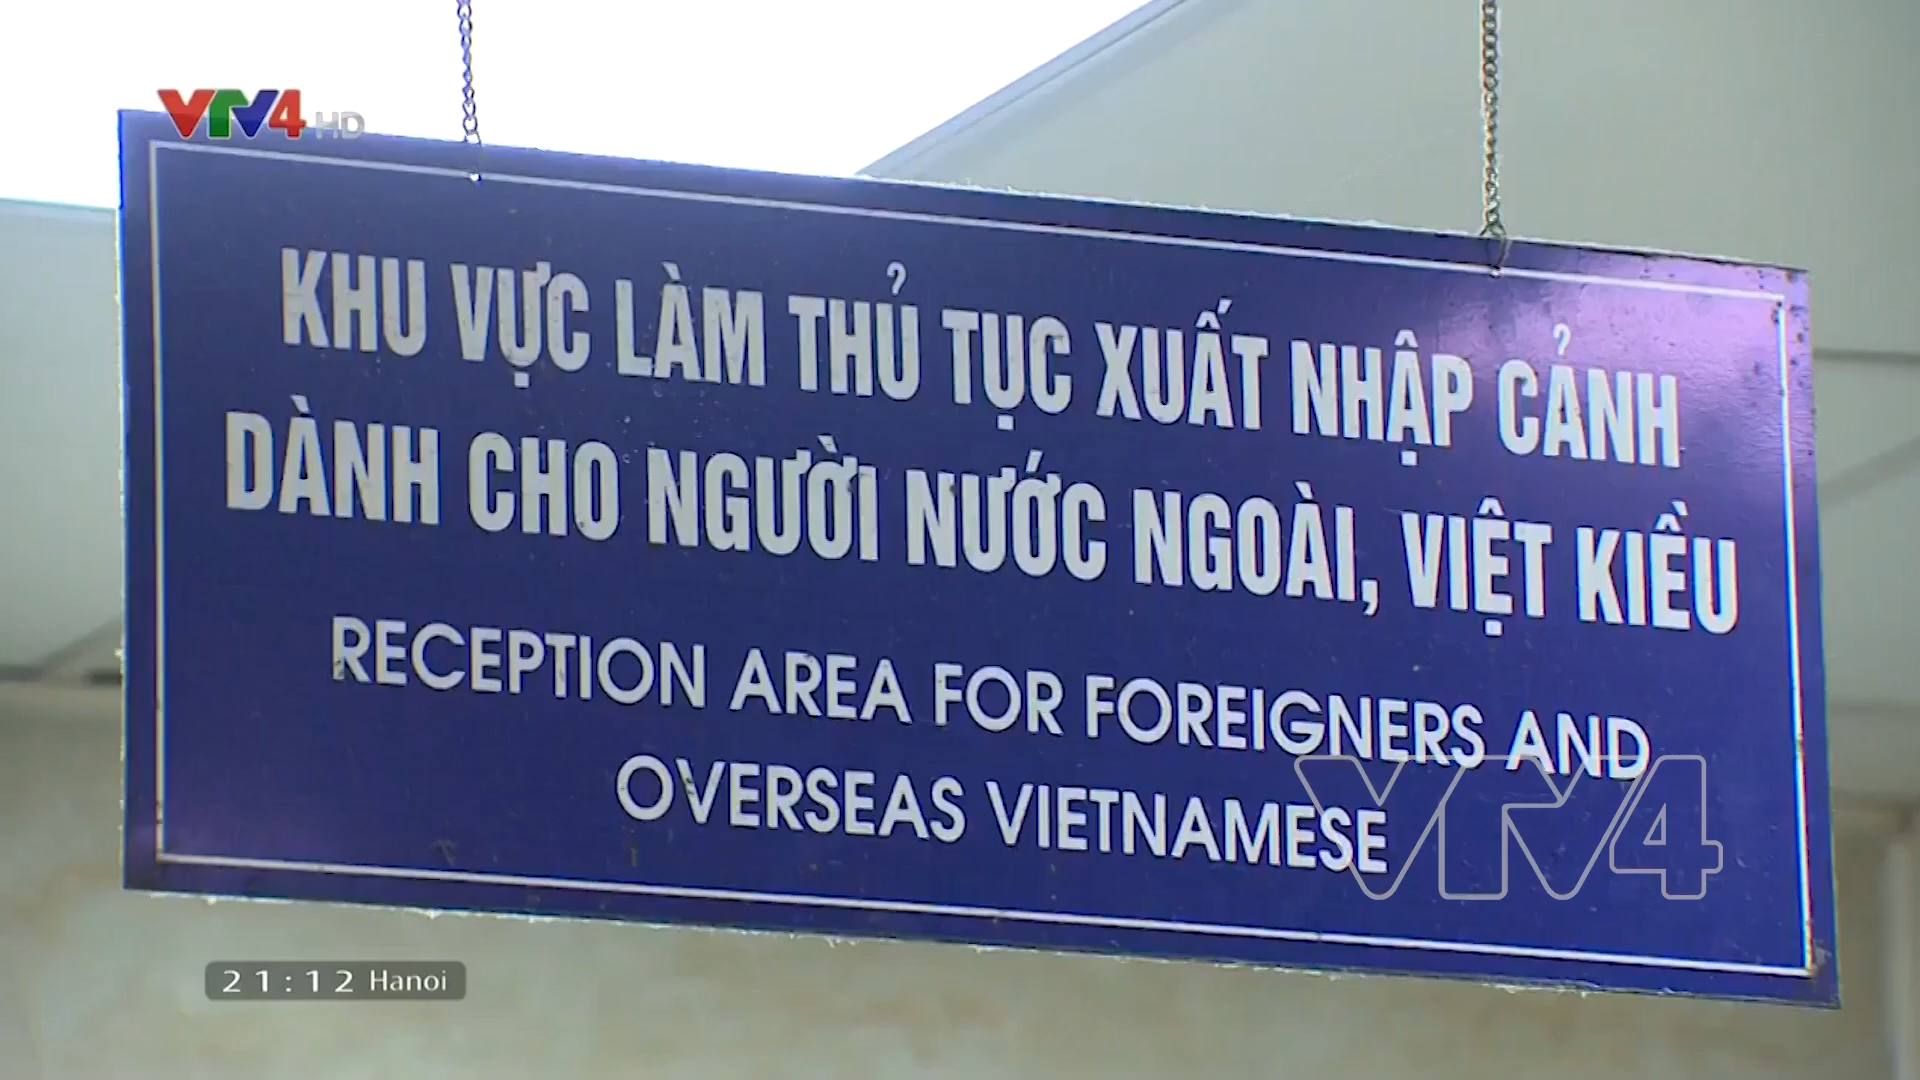 VTV4 HD
KHU VỰC LÀM THỦ TỤC XUẤT NHẬP CẢNH
DÀNH CHO NGƯỜI NƯỚC NGOÀI, VIỆT KIỀU
RECEPTION AREA FOR FOREIGNERS AND
OVERSEAS VIETNAMESE
VTV4
21:12 Hanoi